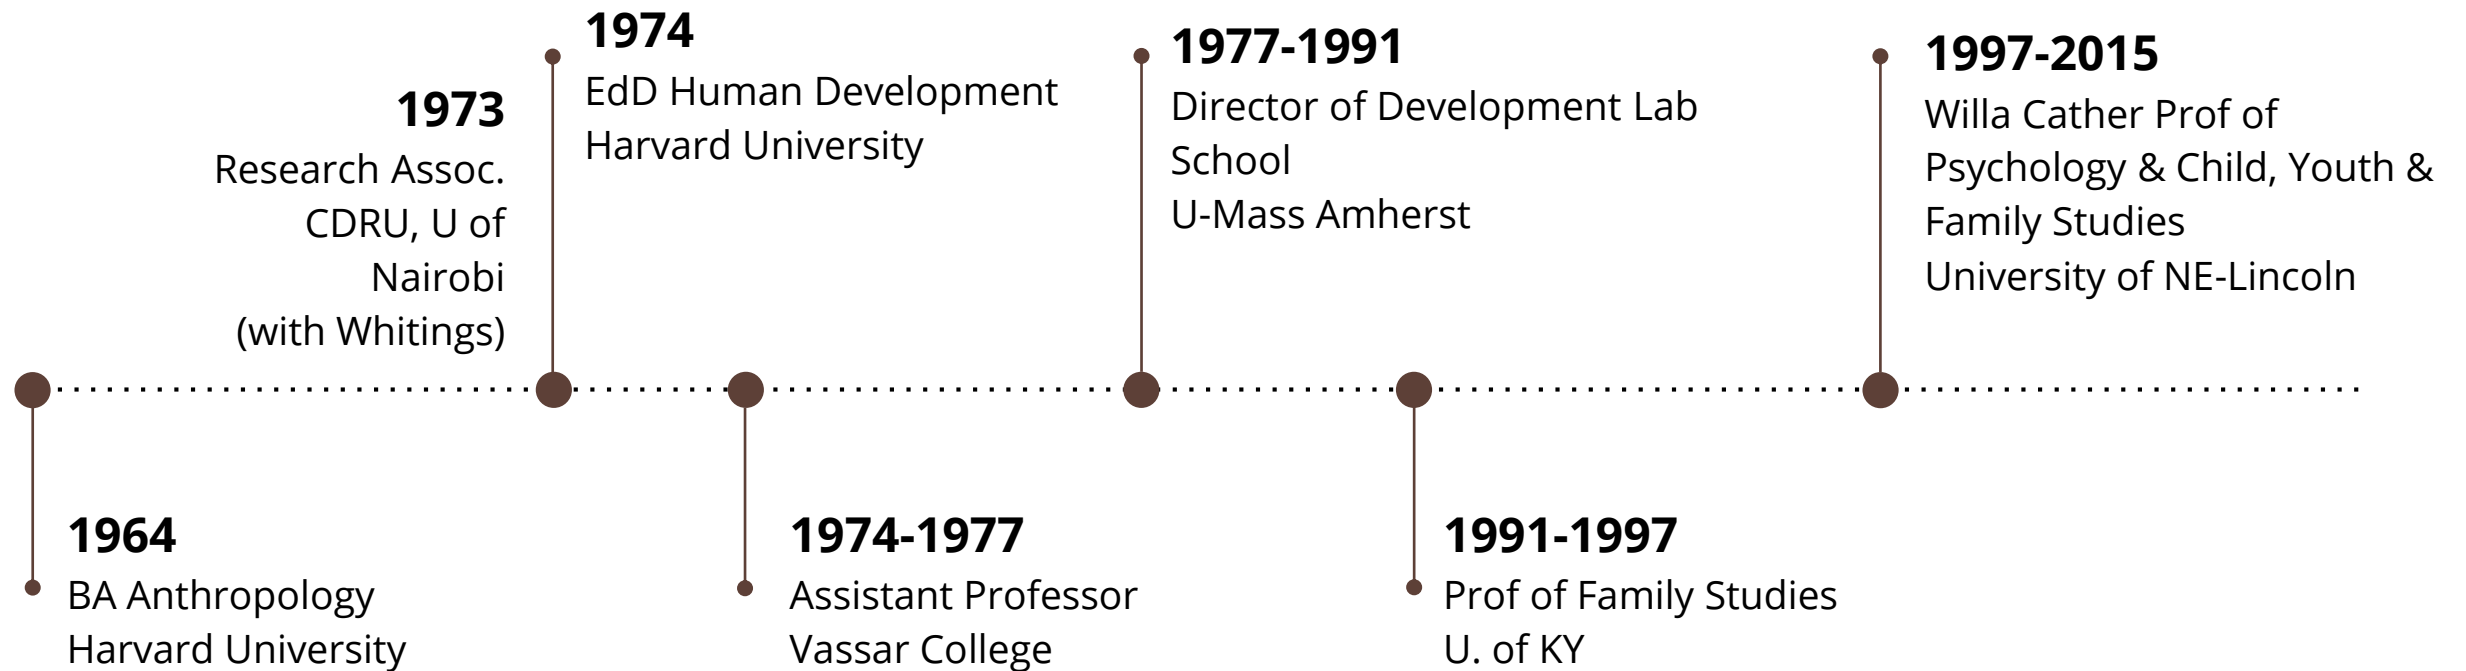 1964
BA Anthropology
Harvard University
1973
Research Assoc.
CDRU, U of
Nairobi
(with Whitings)
1974
EdD Human Development
Harvard University
1974-1977
Assistant Professor
Vassar College
1977-1991
Director of Development Lab
School
U-Mass Amherst
1991-1997
Prof of Family Studies
U. of KY
1997-2015
Willa Cather Prof of
Psychology & Child, Youth &
Family Studies
University of NE-Lincoln